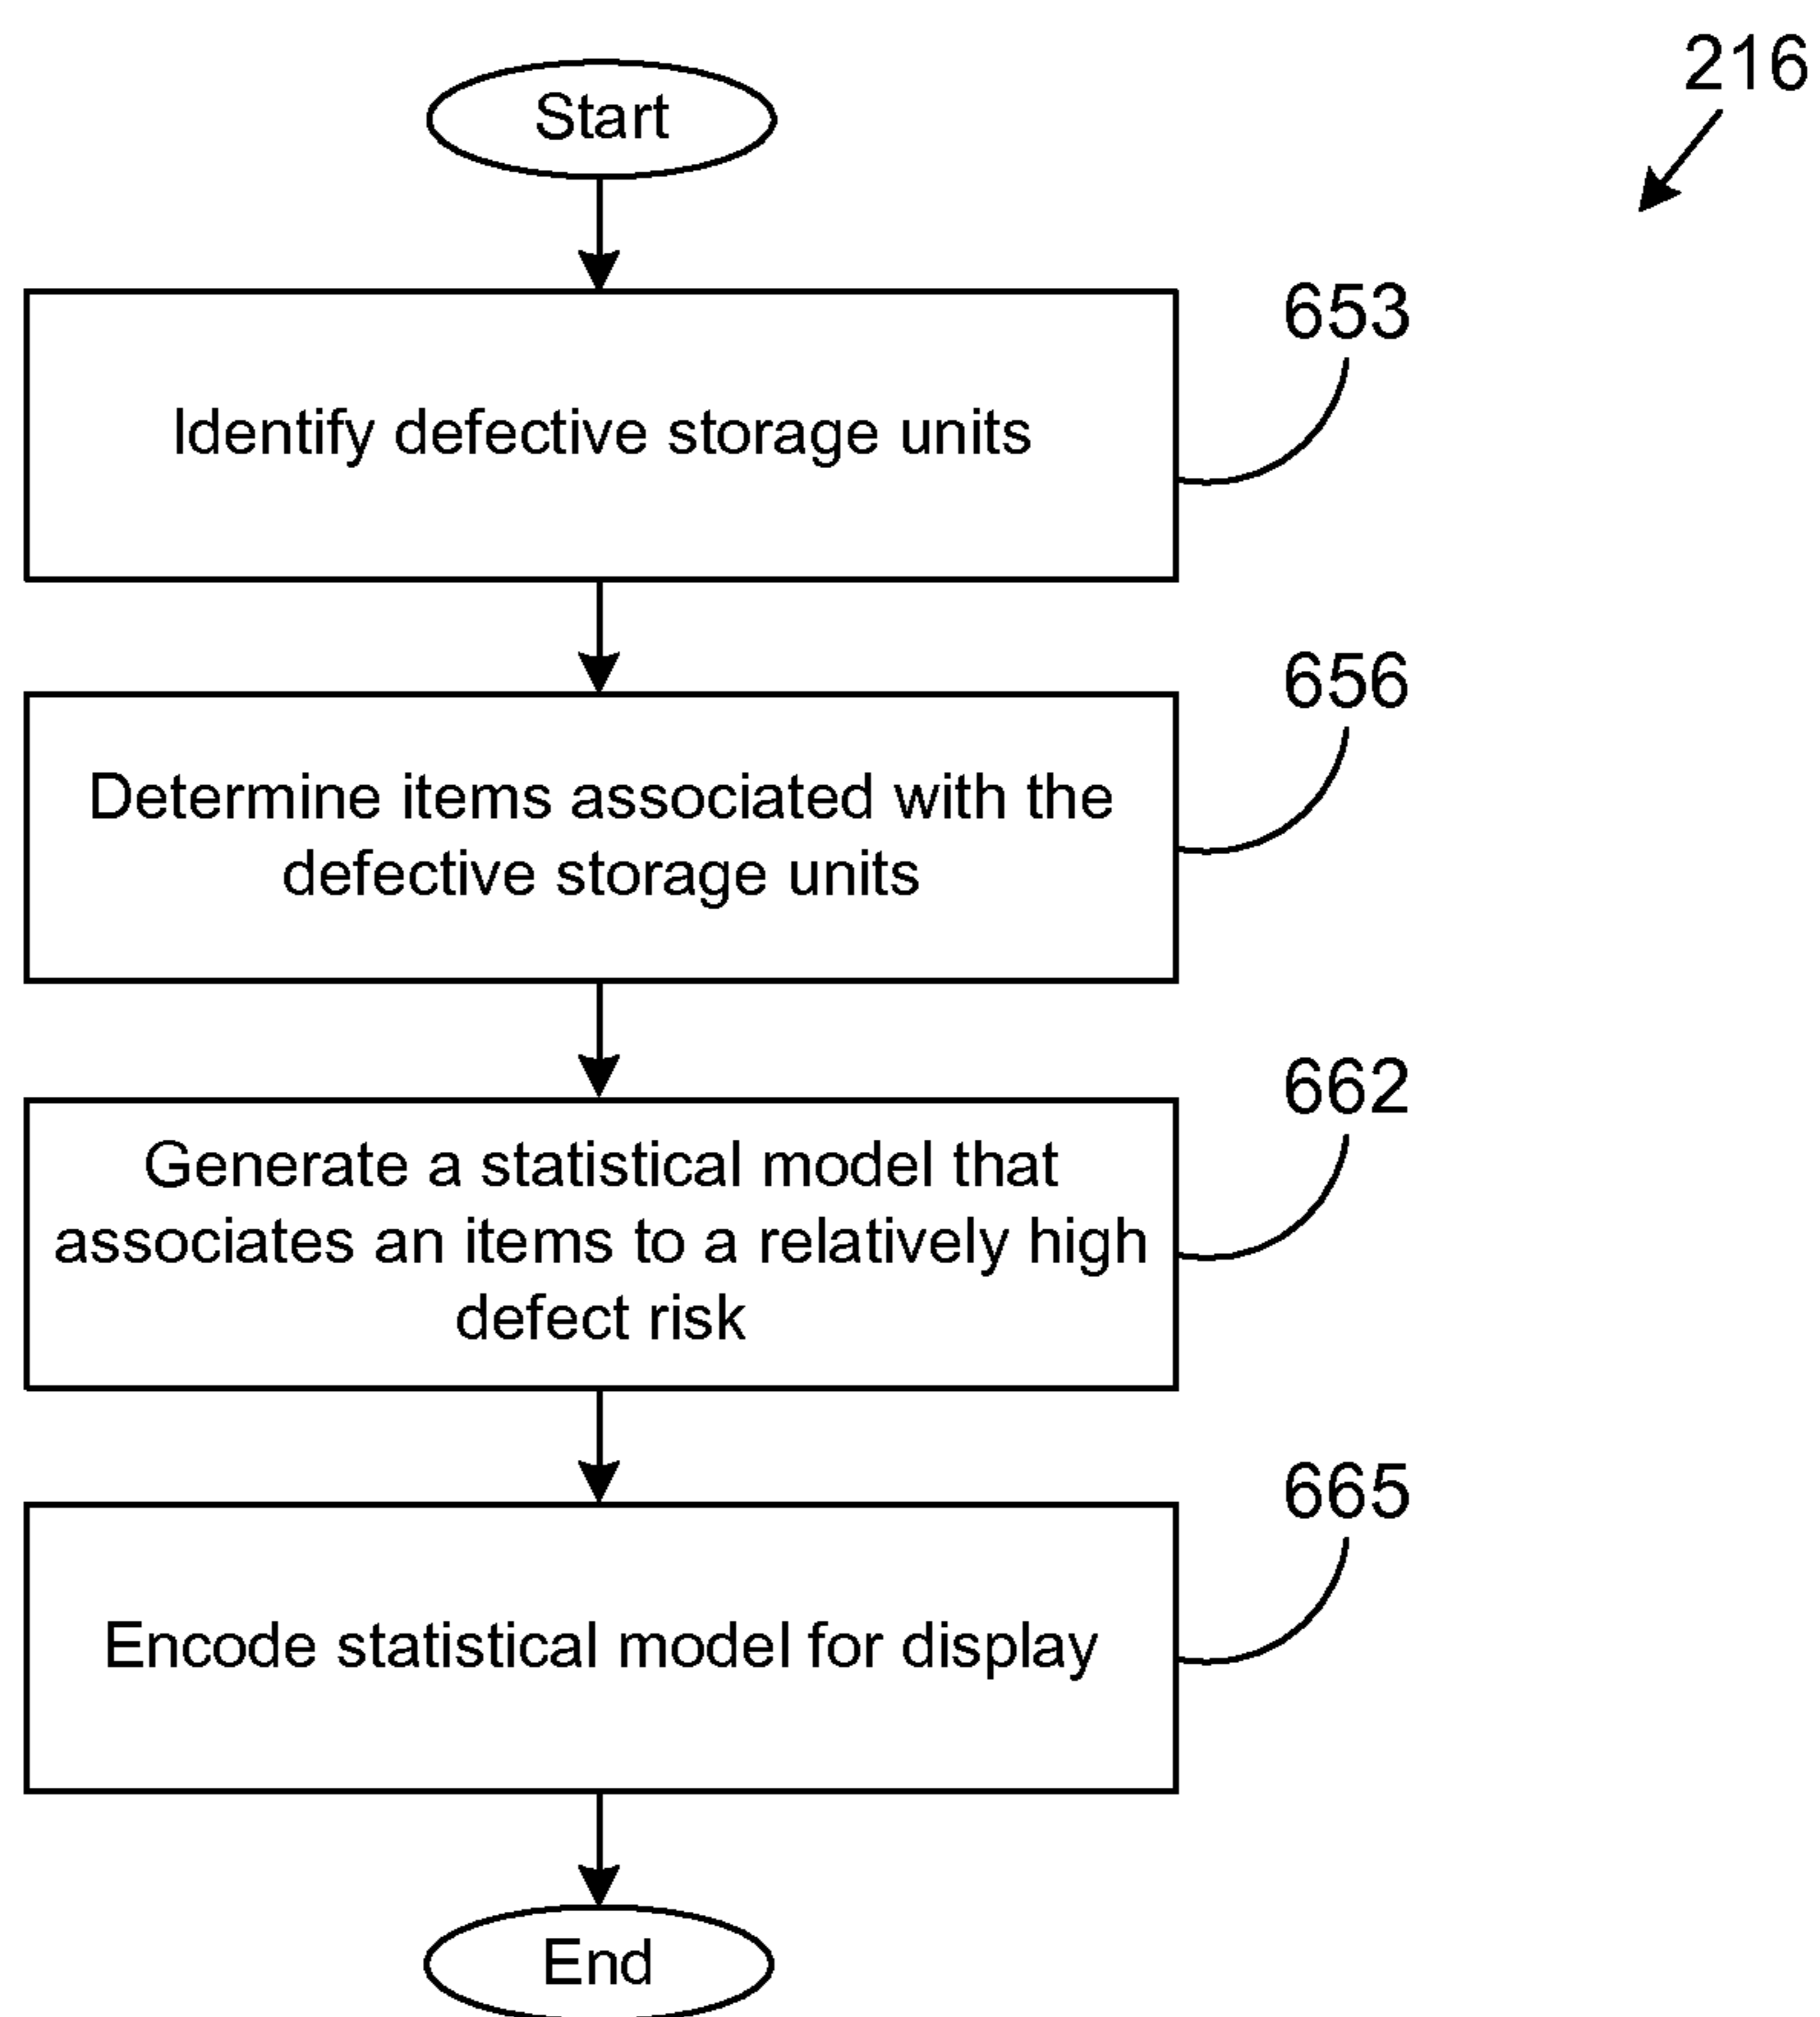 216
Start
653
Identify defective storage units
656
Determine items associated with the
defective storage units
662
Generate a statistical model that
associates an items to a relatively high
defect risk
665
Encode statistical model for display
End